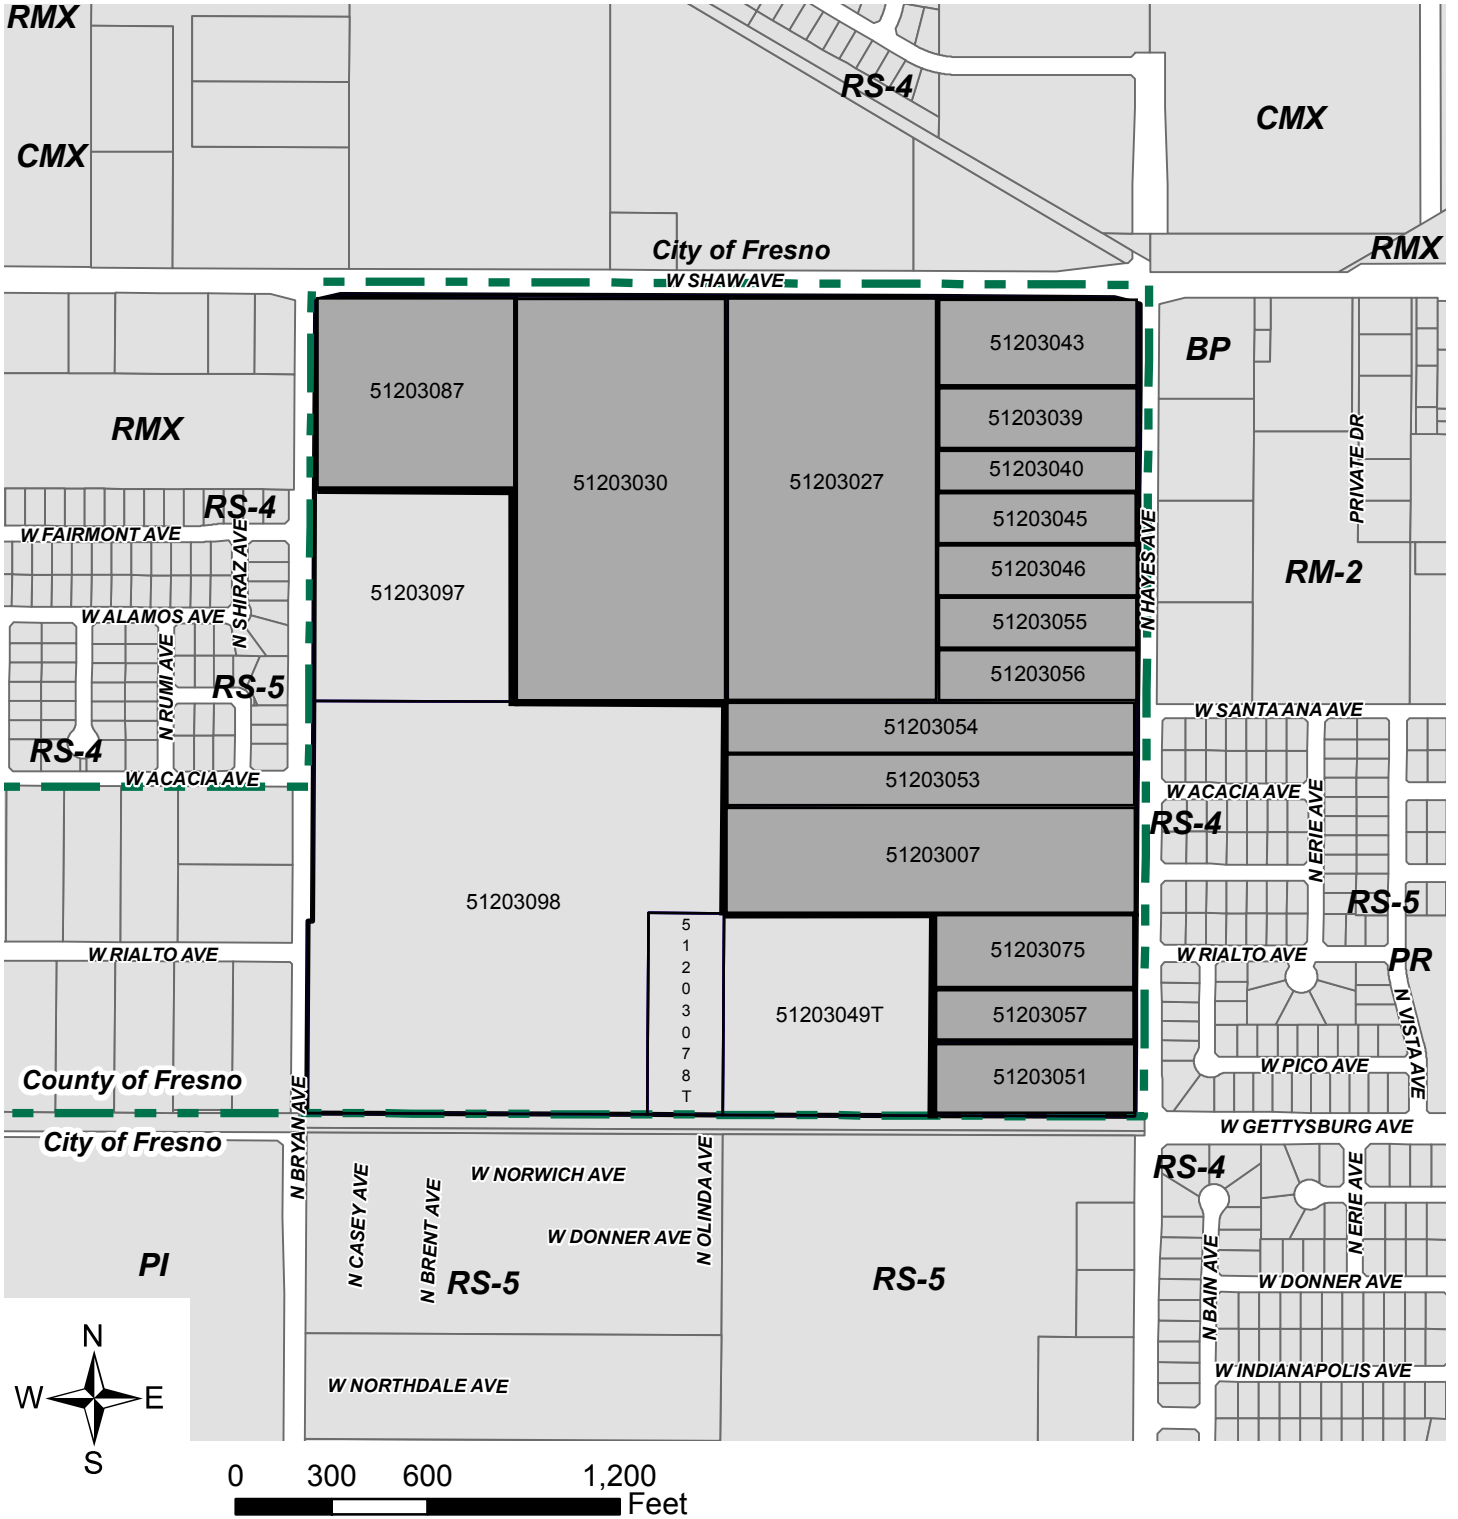 RMX
RS-4
CMX
CMX
City of Fresno
RMX
W SHAW AVE
51203043
BP
51203087
51203039
RMX
PRIVATE DR
51203040
51203030
51203027
RS-4
51203045
W FAIRMONT AVE
N SHIRAZ AVE
N HAYES AVE
51203046
RM-2
51203097
W ALAMOS AVE
51203055
N RUMI AVE
51203056
RS-5
W SANTA ANA AVE
51203054
RS-4
W ACACIA AVE
51203053
W ACACIA AVE
N ERIE AVE
RS-4
51203007
51203098
RS-5
5
1
2
0
3
0
7
8
T
W RIALTO AVE
51203075
W RIALTO AVE
PR
51203049T
51203057
N VISTA AVE
W PICO AVE
County of Fresno
51203051
N BRYAN AVE
W GETTYSBURG AVE
City of Fresno
W NORWICH AVE
RS-4
N CASEY AVE
N BRENT AVE
N OLINDA AVE
N ERIE AVE
W DONNER AVE
PI
RS-5
RS-5
N BAIN AVE
W DONNER AVE
N
W INDIANAPOLIS AVE
W NORTHDALE AVE
W E
S
0 300 600 1,200
Feet